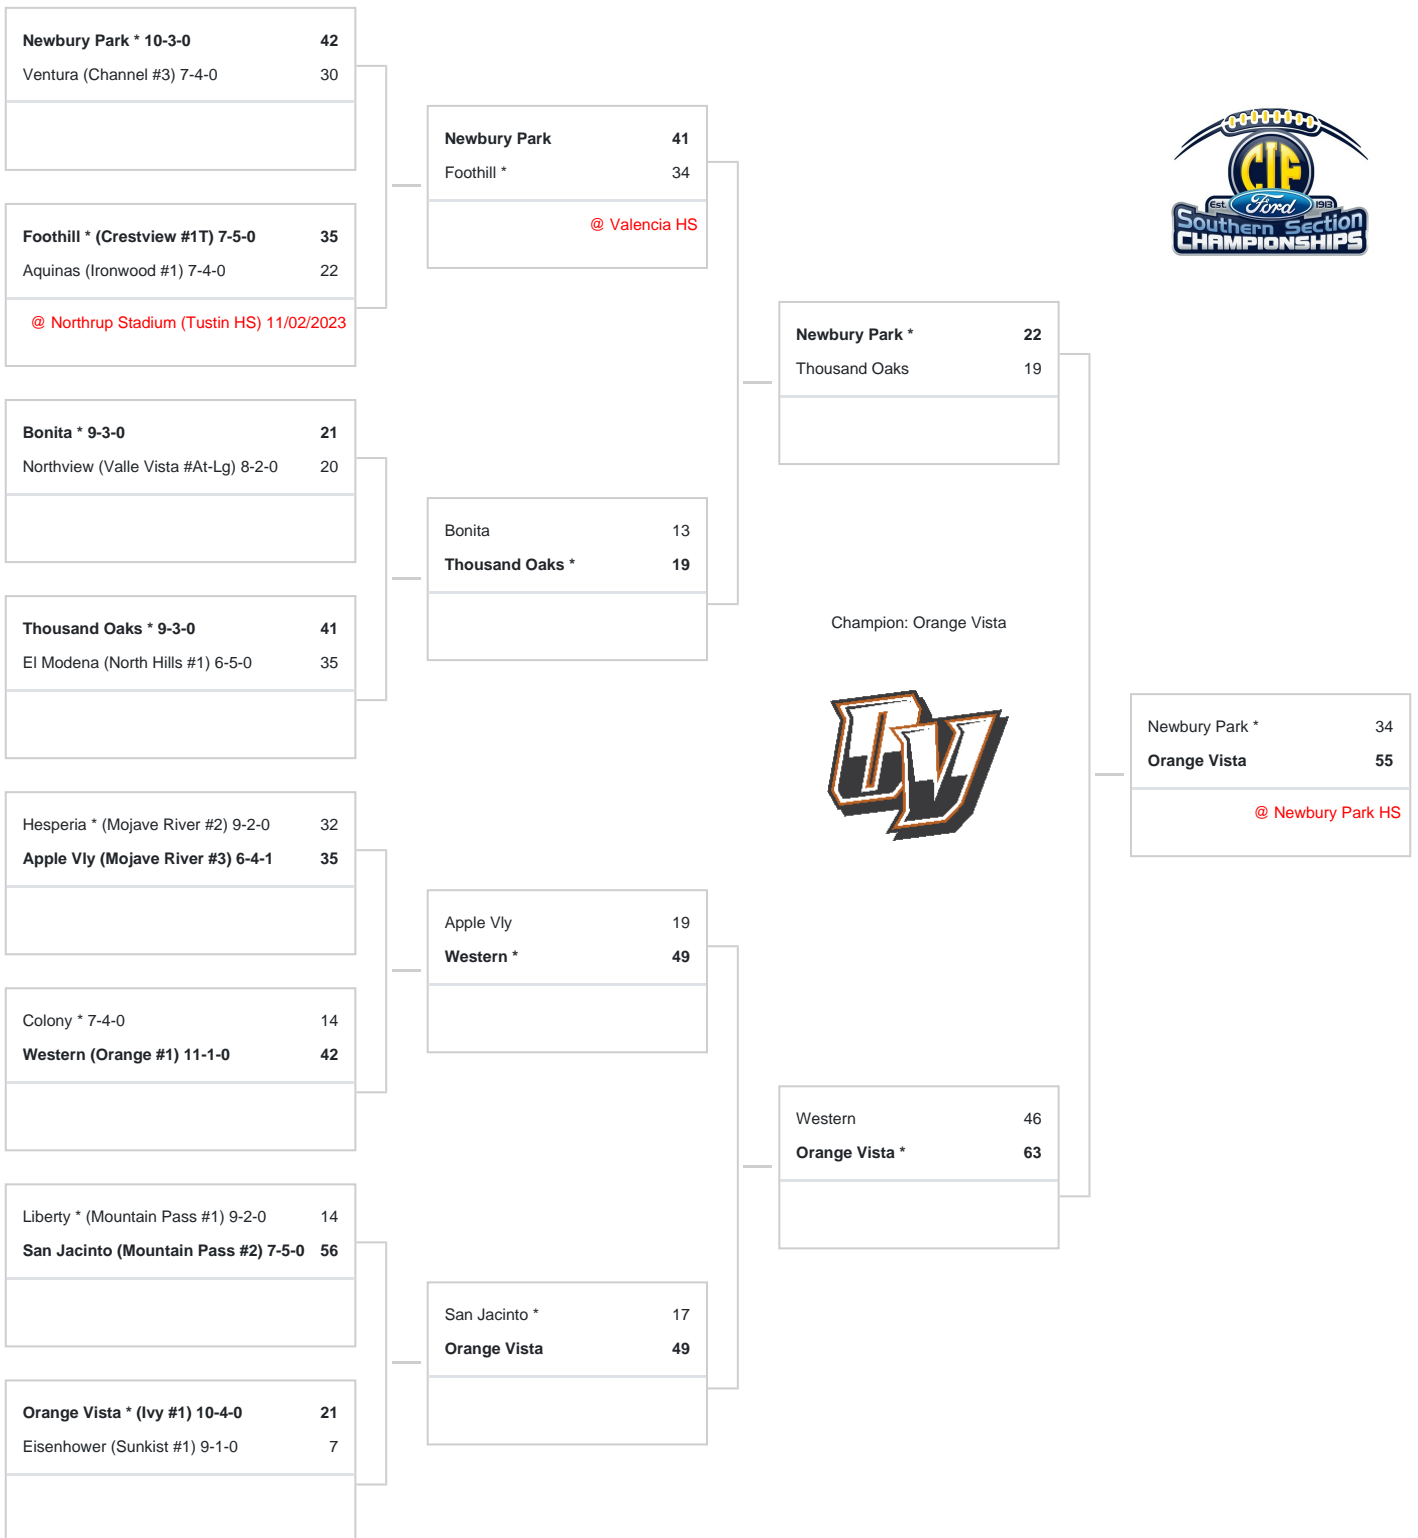 Newbury Park * 10-3-0 42
Ventura (Channel #3) 7-4-0 30
Foothill * (Crestview #1T) 7-5-0 35
Aquinas (Ironwood #1) 7-4-0 22
@ Northrup Stadium (Tustin HS) 11/02/2023
Bonita * 9-3-0 21
Northview (Valle Vista #At-Lg) 8-2-0 20
Thousand Oaks * 9-3-0 41
El Modena (North Hills #1) 6-5-0 35
Hesperia * (Mojave River #2) 9-2-0 32
Apple Vly (Mojave River #3) 6-4-1 35
Colony * 7-4-0 14
Western (Orange #1) 11-1-0 42
Liberty * (Mountain Pass #1) 9-2-0 14
San Jacinto (Mountain Pass #2) 7-5-0 56
Orange Vista * (Ivy #1) 10-4-0 21
Eisenhower (Sunkist #1) 9-1-0 7
Newbury Park 41
Foothill * 34
@ Valencia HS
Bonita 13
Thousand Oaks * 19
Apple Vly 19
Western * 49
San Jacinto * 17
Orange Vista 49
Newbury Park * 22
Thousand Oaks 19
Champion: Orange Vista
OV
Western 46
Orange Vista * 63
CIF
Est. Ford 1913
Southern Section
CHAMPIONSHIPS
Newbury Park * 34
Orange Vista 55
@ Newbury Park HS